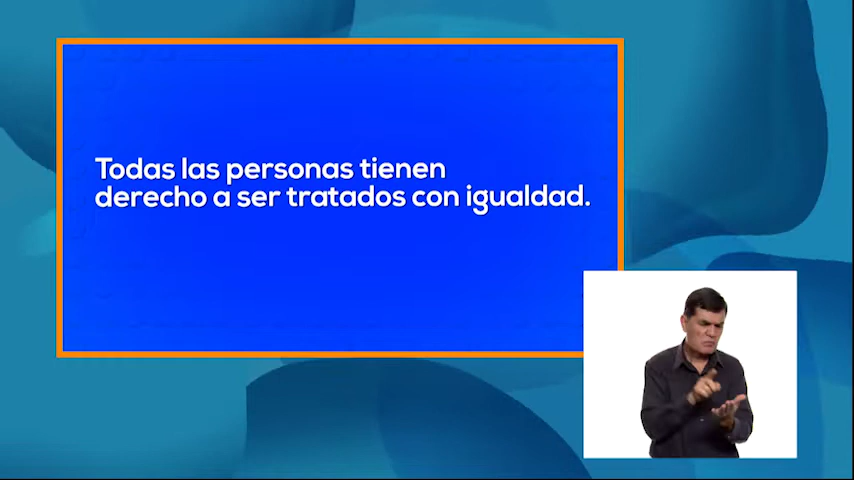 Todas las personas tienen
derecho a ser tratados con igualdad.